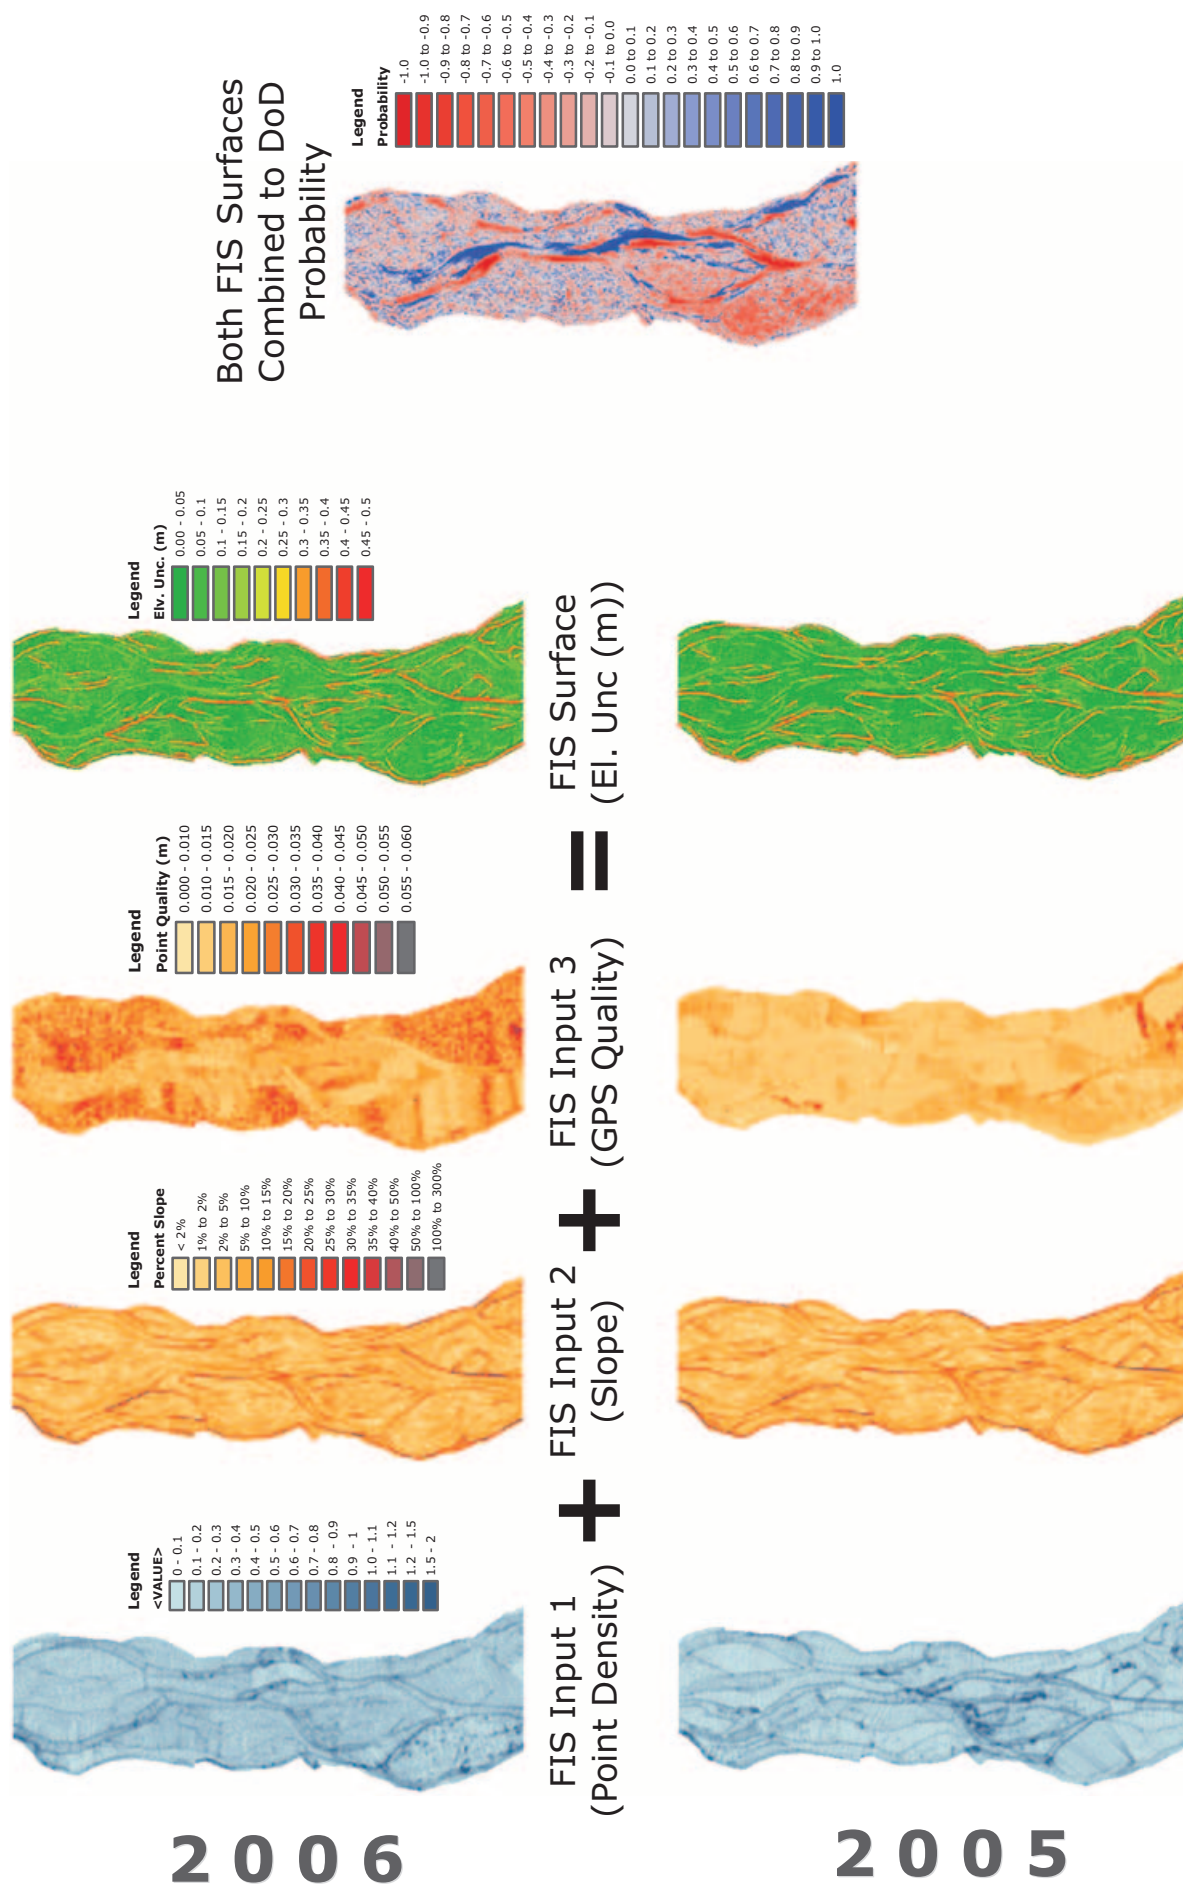 2006
Legend
<VALUE>
0 - 0.1
0.1 - 0.2
0.2 - 0.3
0.3 - 0.4
0.4 - 0.5
0.5 - 0.6
0.6 - 0.7
0.7 - 0.8
0.8 - 0.9
0.9 - 1
1.0 - 1.1
1.1 - 1.2
1.2 - 1.5
1.5 - 2
Legend
Percent Slope
< 2%
1% to 2%
2% to 5%
5% to 10%
10% to 15%
15% to 20%
20% to 25%
25% to 30%
30% to 35%
35% to 40%
40% to 50%
50% to 100%
100% to 300%
Legend
Point Quality (m)
0.000 - 0.010
0.010 - 0.015
0.015 - 0.020
0.020 - 0.025
0.025 - 0.030
0.030 - 0.035
0.035 - 0.040
0.040 - 0.045
0.045 - 0.050
0.050 - 0.055
0.055 - 0.060
Legend
Elv. Unc. (m)
0.00 - 0.05
0.05 - 0.1
0.1 - 0.15
0.15 - 0.2
0.2 - 0.25
0.25 - 0.3
0.3 - 0.35
0.35 - 0.4
0.4 - 0.45
0.45 - 0.5
FIS Input 1
(Point Density)
+
FIS Input 2
(Slope)
+
FIS Input 3
(GPS Quality)
=
FIS Surface
(El. Unc (m))
Both FIS Surfaces
Combined to DoD
Probability
Legend
Probability
-1.0
-1.0 to -0.9
-0.9 to -0.8
-0.8 to -0.7
-0.7 to -0.6
-0.6 to -0.5
-0.5 to -0.4
-0.4 to -0.3
-0.3 to -0.2
-0.2 to -0.1
-0.1 to 0.0
0.0 to 0.1
0.1 to 0.2
0.2 to 0.3
0.3 to 0.4
0.4 to 0.5
0.5 to 0.6
0.6 to 0.7
0.7 to 0.8
0.8 to 0.9
0.9 to 1.0
1.0
2005